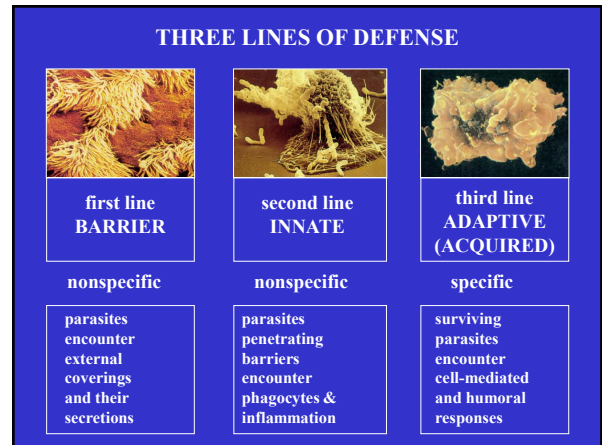 THREE LINES OF DEFENSE
first line
BARRIER
second line
INNATE
third line
ADAPTIVE
(ACQUIRED)
nonspecific
nonspecific
specific
parasites
encounter
external
coverings
and their
secretions
parasites
penetrating
barriers
encounter
phagocytes &
inflammation
surviving
parasites
encounter
cell-mediated
and humoral
responses